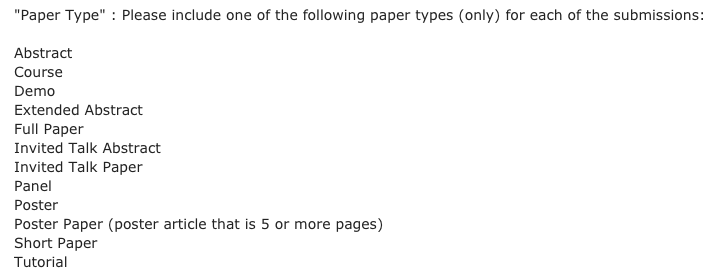 "Paper Type" : Please include one of the following paper types (only) for each of the submissions:
Abstract
Course
Demo
Extended Abstract
Full Paper
Invited Talk Abstract
Invited Talk Paper
Panel
Poster
Poster Paper (poster article that is 5 or more pages)
Short Paper
Tutorial